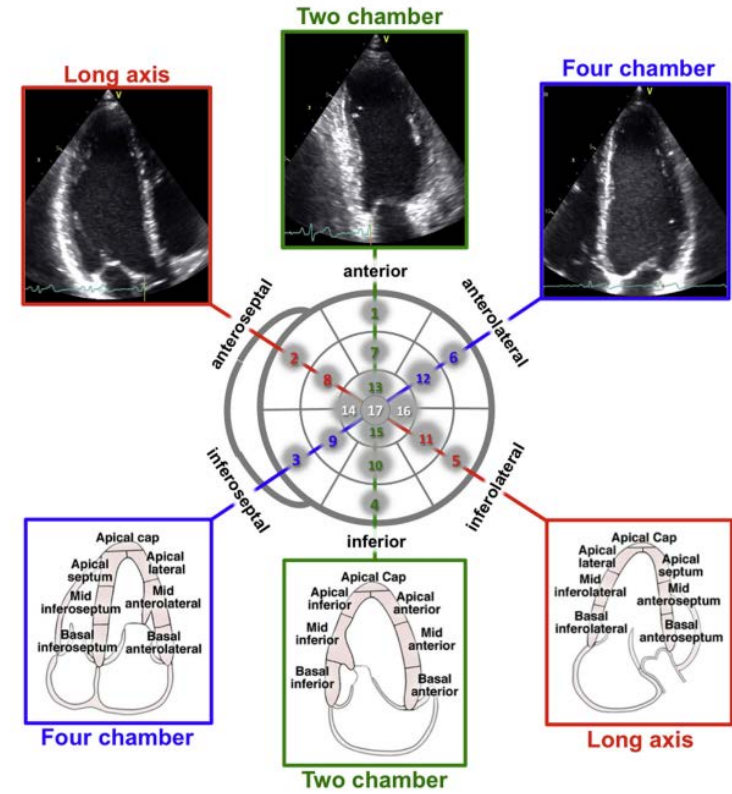 Two chamber
Long axis
Four chamber
V
V
V
anterior
anteroseptal
anterolateral
1
2
6
7
8
12
13
14
17
16
15
9
11
3
5
10
4
inferoseptal
inferolateral
inferior
Apical cap
Apical
septum
Apical
lateral
Mid
inferoseptum
Mid
anterolateral
Basal
inferoseptum
Basal
anterolateral
Four chamber
Apical Cap
Apical
inferior
Apical
anterior
Mid
inferior
Mid
anterior
Basal
inferior
Basal
anterior
Two chamber
Apical Cap
Apical
lateral
Apical
septum
Mid
inferolateral
Mid
anteroseptum
Basal
inferolateral
Basal
anteroseptum
Long axis